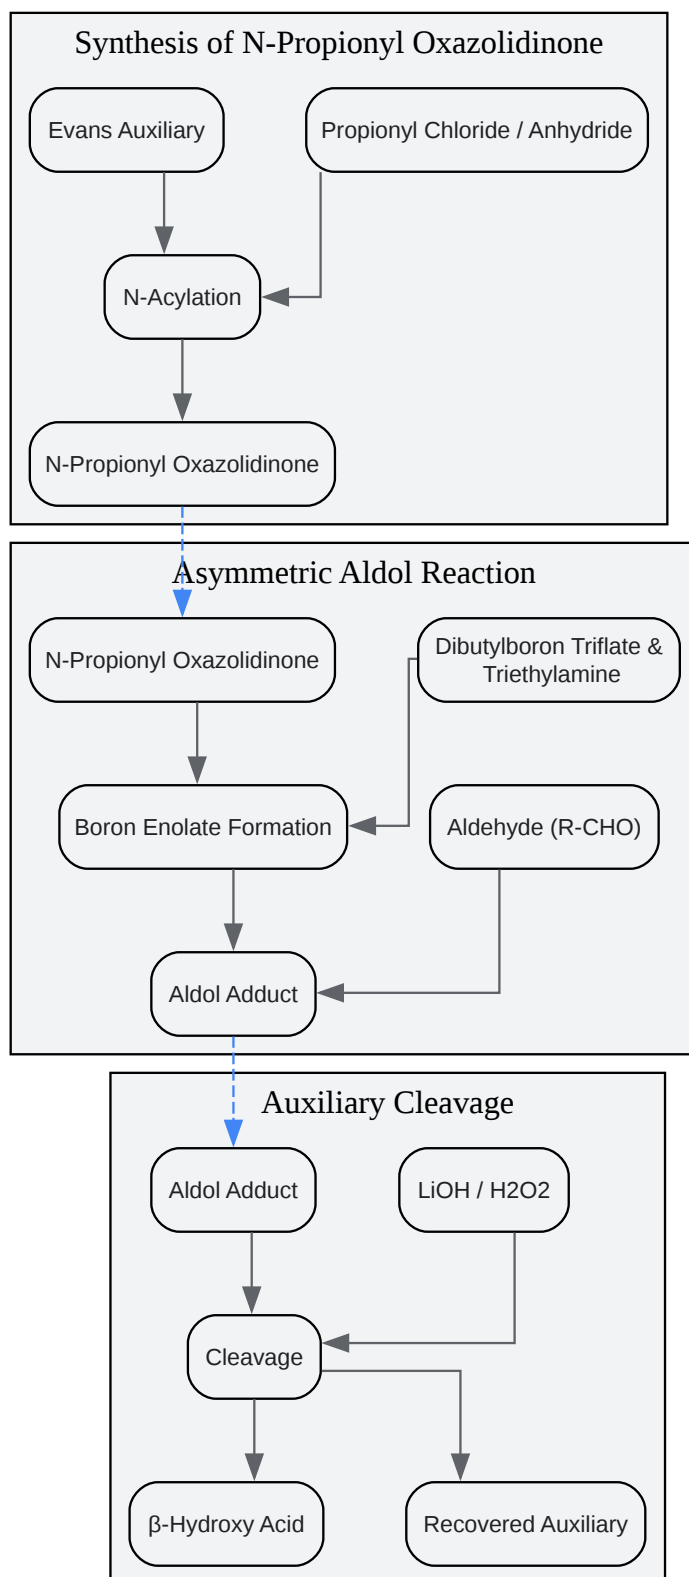 Synthesis of N-Propionyl Oxazolidinone
Evans Auxiliary
Propionyl Chloride / Anhydride
N-Acylation
N-Propionyl Oxazolidinone
Asymmetric Aldol Reaction
N-Propionyl Oxazolidinone
Dibutylboron Triflate &
Triethylamine
Boron Enolate Formation
Aldehyde (R-CHO)
Aldol Adduct
Auxiliary Cleavage
Aldol Adduct
LiOH / H2O2
Cleavage
β-Hydroxy Acid
Recovered Auxiliary